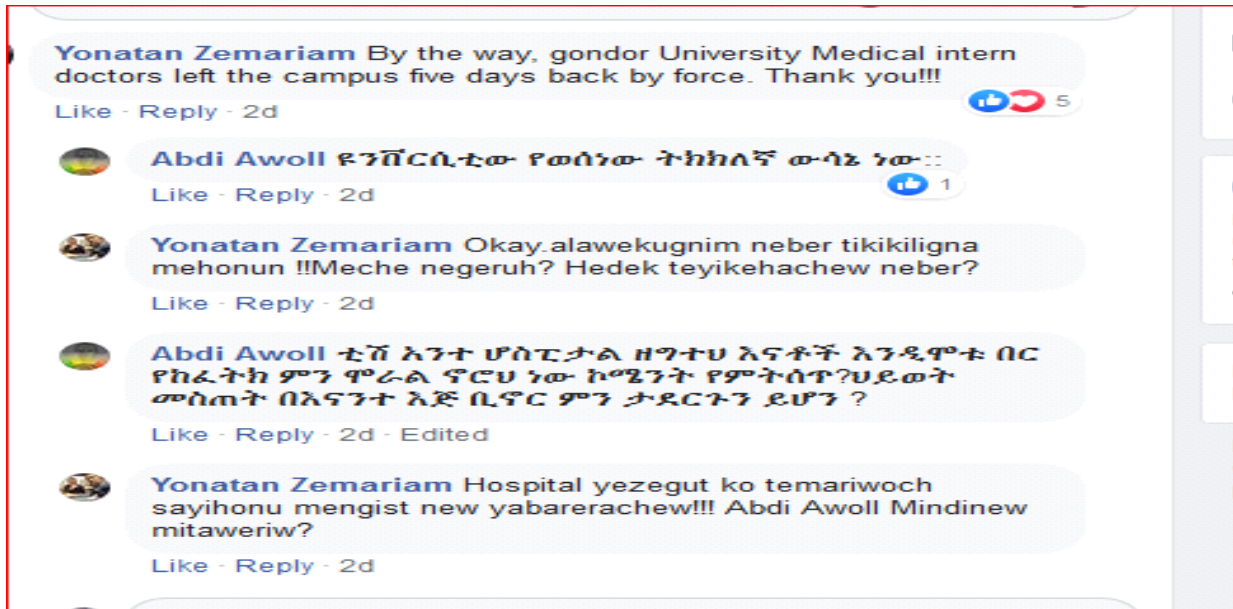 Yonatan Zemariam By the way, gondor University Medical intern
doctors left the campus five days back by force. Thank you!!!
5
Like · Reply · 2d
Abdi Awoll ዩንቨርሲቲው የወሰነው ትክክለኛ ውሳኔ ነው::
1
Like · Reply · 2d
Yonatan Zemariam Okay.alawekugnim neber tikikiligna
mehonun !!Meche negeruh? Hedek teyikehachew neber?
Like · Reply · 2d
Abdi Awoll ቲሽ አንተ ሆስፒታል ዘግተህ እናቶች እንዲሞቱ በር
የከፈትክ ምን ሞራል ኖሮህ ነው ኮሜንት የምትሰጥ?ህይወት
መስጠት በእናንተ እጅ ቢኖር ምን ታደርጉን ይሆን ?
Like · Reply · 2d · Edited
Yonatan Zemariam Hospital yezegut ko temariwoch
sayihonu mengist new yabarerachew!!! Abdi Awoll Mindinew
mitaweriw?
Like · Reply · 2d